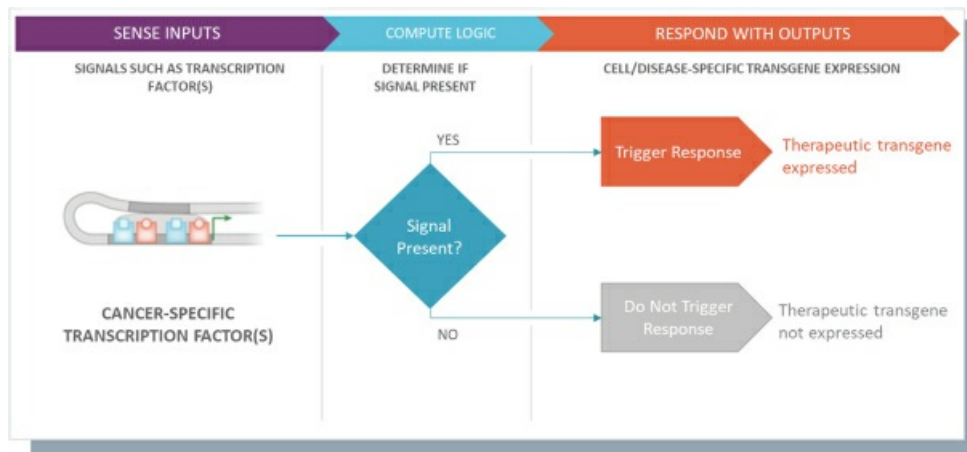 SENSE INPUTS
COMPUTE LOGIC
RESPOND WITH OUTPUTS
SIGNALS SUCH AS TRANSCRIPTION
FACTOR(S)
DETERMINE IF
SIGNAL PRESENT
CELL/DISEASE-SPECIFIC TRANSGENE EXPRESSION
YES
Trigger Response
Therapeutic transgene
expressed
Signal
Present?
CANCER-SPECIFIC
TRANSCRIPTION FACTOR(S)
NO
Do Not Trigger
Response
Therapeutic transgene
not expressed